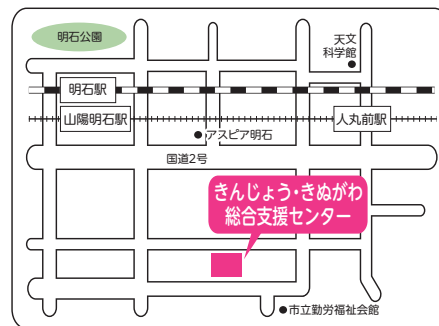 明石公園
天文
科学館
明石駅
山陽明石駅
人丸前駅
アスピア明石
国道2号
きんじょう・きぬがわ
総合支援センター
市立勤労福祉会館